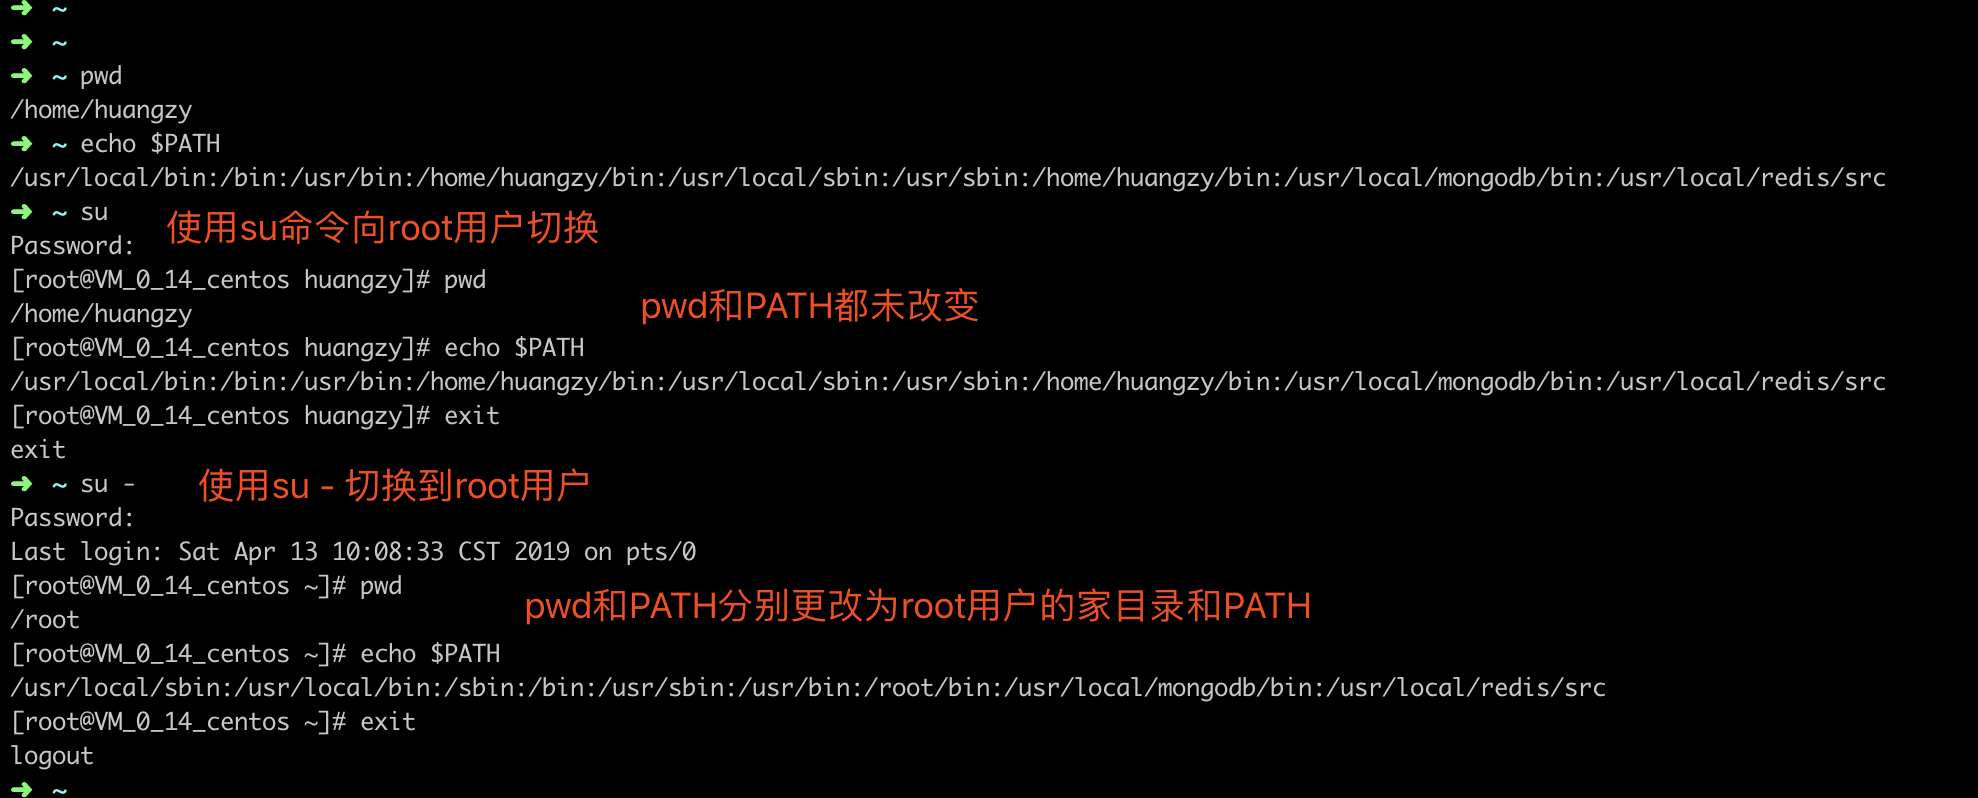 ➜ ~
➜ ~
➜ ~ pwd
/home/huangzy
➜ ~ echo $PATH
/usr/local/bin:/bin:/usr/bin:/home/huangzy/bin:/usr/local/sbin:/usr/sbin:/home/huangzy/bin:/usr/local/mongodb/bin:/usr/local/redis/src
➜ ~ su
使用su命令向root用户切换
Password:
[root@VM_0_14_centos huangzy]# pwd
pwd和PATH都未改变
/home/huangzy
[root@VM_0_14_centos huangzy]# echo $PATH
/usr/local/bin:/bin:/usr/bin:/home/huangzy/bin:/usr/local/sbin:/usr/sbin:/home/huangzy/bin:/usr/local/mongodb/bin:/usr/local/redis/src
[root@VM_0_14_centos huangzy]# exit
exit
➜ ~ su -
使用su - 切换到root用户
Password:
Last login: Sat Apr 13 10:08:33 CST 2019 on pts/0
[root@VM_0_14_centos ~]# pwd
pwd和PATH分别更改为root用户的家目录和PATH
/root
[root@VM_0_14_centos ~]# echo $PATH
/usr/local/sbin:/usr/local/bin:/sbin:/bin:/usr/sbin:/usr/bin:/root/bin:/usr/local/mongodb/bin:/usr/local/redis/src
[root@VM_0_14_centos ~]# exit
logout
➜ ~